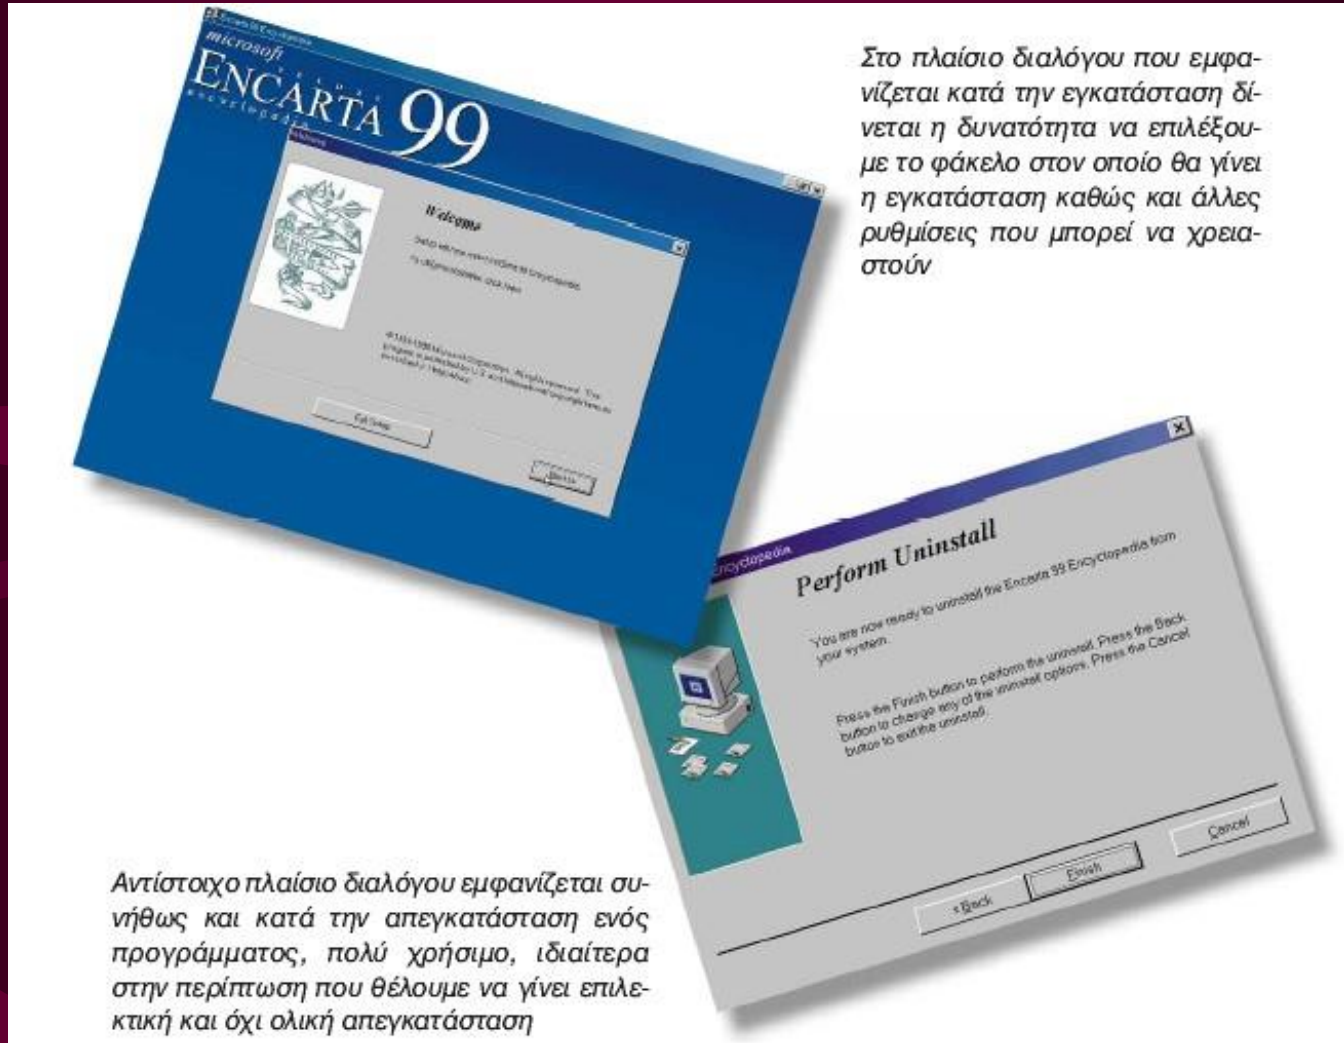 Microsoft
ENCARTA 99
encyclopedia
Στο πλαίσιο διαλόγου που εμφα-
νίζεται κατά την εγκατάσταση δί-
νεται η δυνατότητα να επιλέξου-
με το φάκελο στον οποίο θα γίνει
η εγκατάσταση καθώς και άλλες
ρυθμίσεις που μπορεί να χρεια-
στούν
Welcome
Exit Setup
Encyclopedia
Perform Uninstall
You are now ready to uninstall the Encarta 99 Encyclopedia from
your system.
Press the Finish button to perform the uninstall. Press the Back
button to change any of the uninstall options. Press the Cancel
button to exit the uninstall.
< Back
Finish
Cancel
Αντίστοιχο πλαίσιο διαλόγου εμφανίζεται συ-
νήθως και κατά την απεγκατάσταση ενός
προγράμματος, πολύ χρήσιμο, ιδιαίτερα
στην περίπτωση που θέλουμε να γίνει επιλε-
κτική και όχι ολική απεγκατάσταση